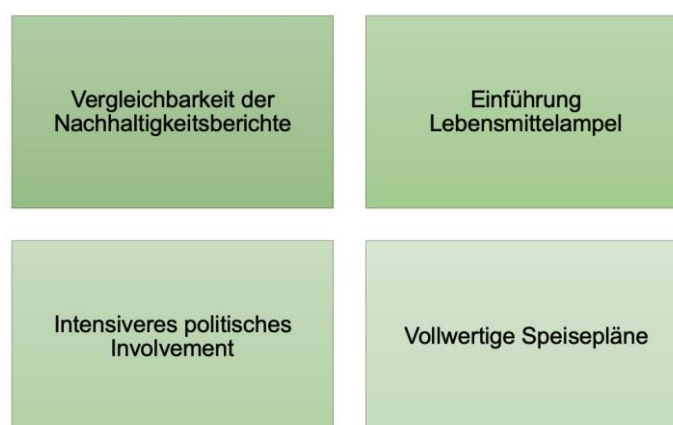 Vergleichbarkeit der
Nachhaltigkeitsberichte
Einführung
Lebensmittelampel
Intensiveres politisches
Involvement
Vollwertige Speisepläne